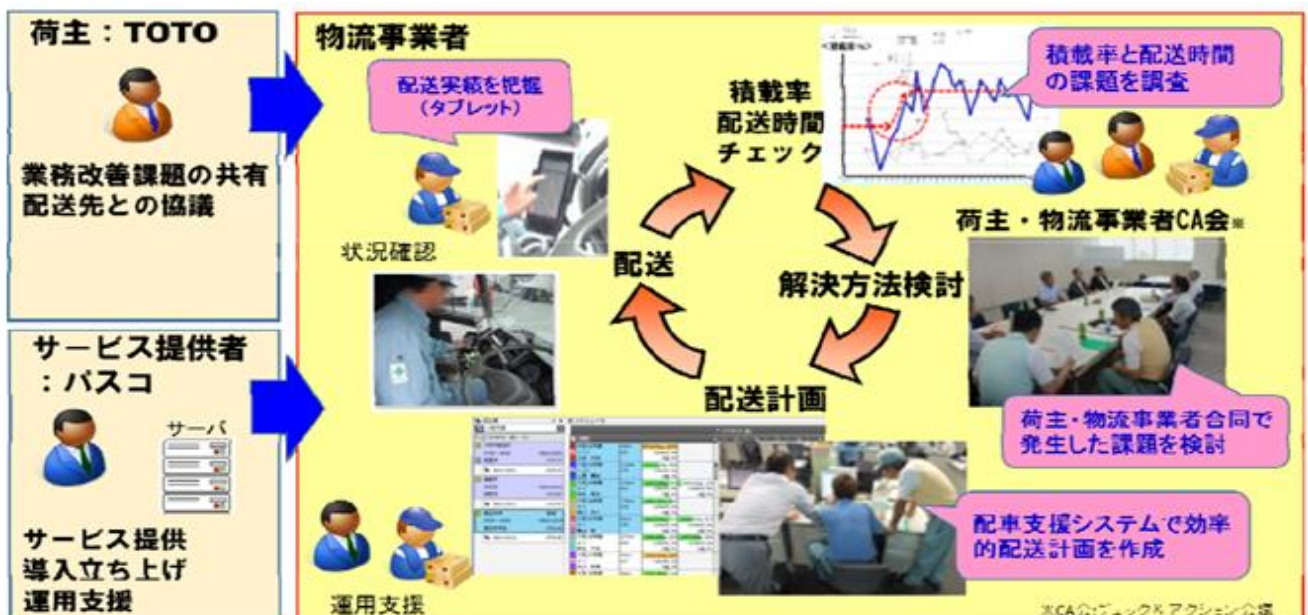 荷主：TOTO
業務改善課題の共有
配送先との協議
サービス提供者
：パスコ
サーバ
サービス提供
導入立ち上げ
運用支援
物流事業者
配送実績を把握
(タブレット)
状況確認
積載率
配送時間
チェック
積載率と配送時間
の課題を調査
荷主・物流事業者CA会※
配送
解決方法検討
配送計画
荷主・物流事業者合同で
発生した課題を検討
配車支援システムで効率
的配送計画を作成
運用支援
※CA会:チェック&アクション会議